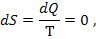 dS = dQ/T = 0 ,